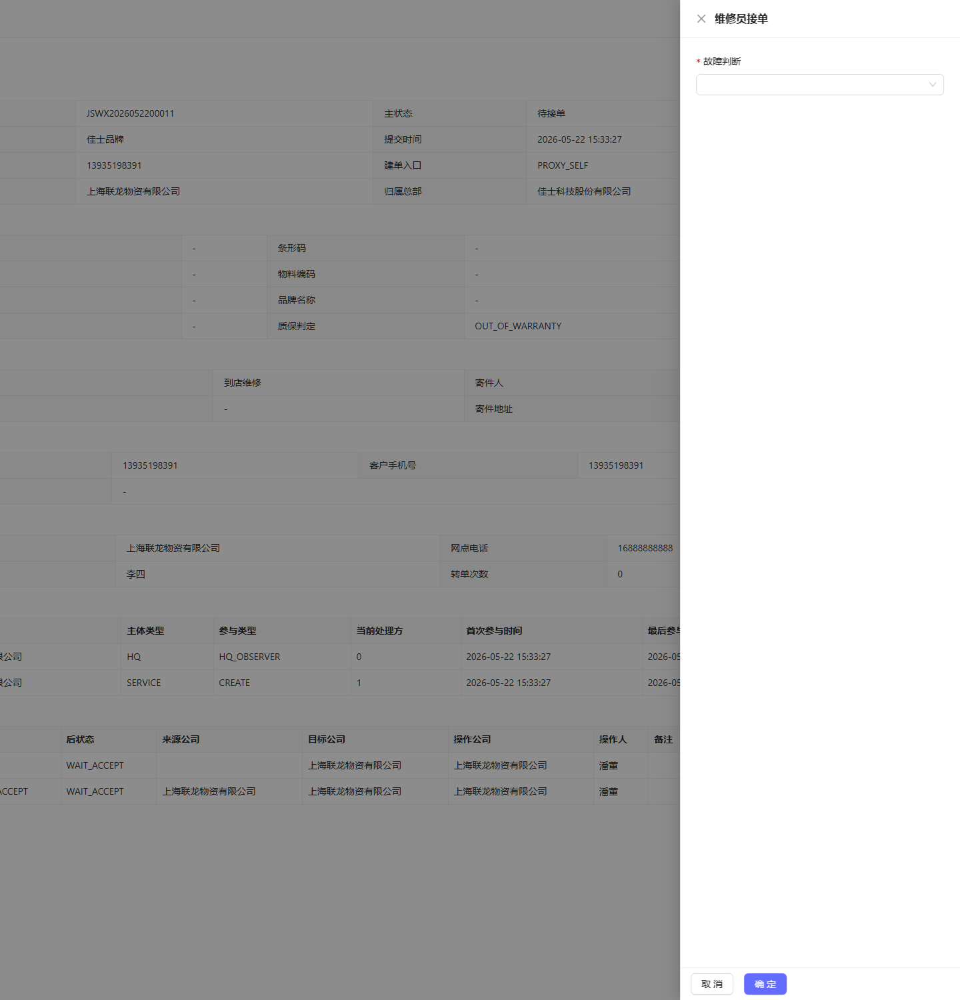 维修员接单
* 故障判断
JSWX2026052200011 主状态 待接单
佳士品牌 提交时间 2026-05-22 15:33:27
13935198391 建单入口 PROXY_SELF
上海联龙物资有限公司 归属总部 佳士科技股份有限公司
- 条形码 -
- 物料编码 -
- 品牌名称 -
- 质保判定 OUT_OF_WARRANTY
到店维修 寄件人
- 寄件地址
13935198391 客户手机号 13935198391
-
上海联龙物资有限公司 网点电话 16888888888
李四 转单次数 0
主体类型 参与类型 当前处理方 首次参与时间 最后参与
限公司 HQ HQ_OBSERVER 0 2026-05-22 15:33:27 2026-05
限公司 SERVICE CREATE 1 2026-05-22 15:33:27 2026-05
后状态 来源公司 目标公司 操作公司 操作人 备注
WAIT_ACCEPT 上海联龙物资有限公司 上海联龙物资有限公司 潘董
ACCEPT WAIT_ACCEPT 上海联龙物资有限公司 上海联龙物资有限公司 上海联龙物资有限公司 潘董
取 消 确 定